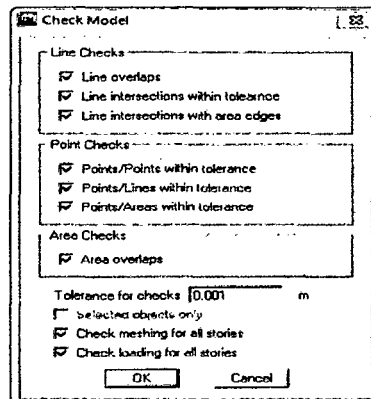 Check Model
Line Checks
Line overlaps
Line intersections within tolearnce
Line intersections with area edges
Point Checks
Points/Points within tolerance
Points/Lines within tolerance
Points/Areas within tolerance
Area Checks
Area overlaps
Tolerance for checks 0.001 m
Selected objects only
Check meshing for all stories
Check loading for all stories
OK Cancel